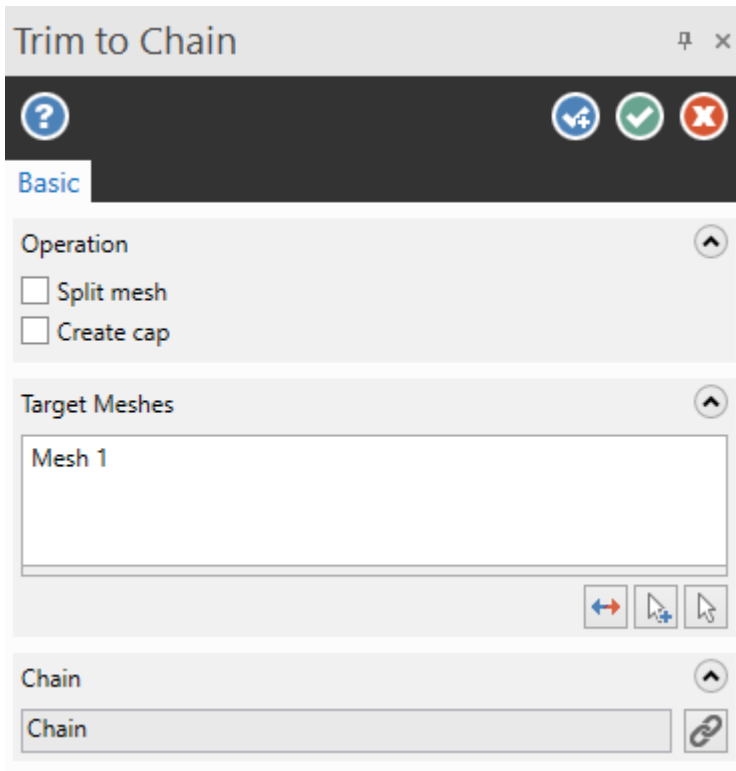 Trim to Chain
Basic
Operation
Split mesh
Create cap
Target Meshes
Mesh 1
Chain
Chain